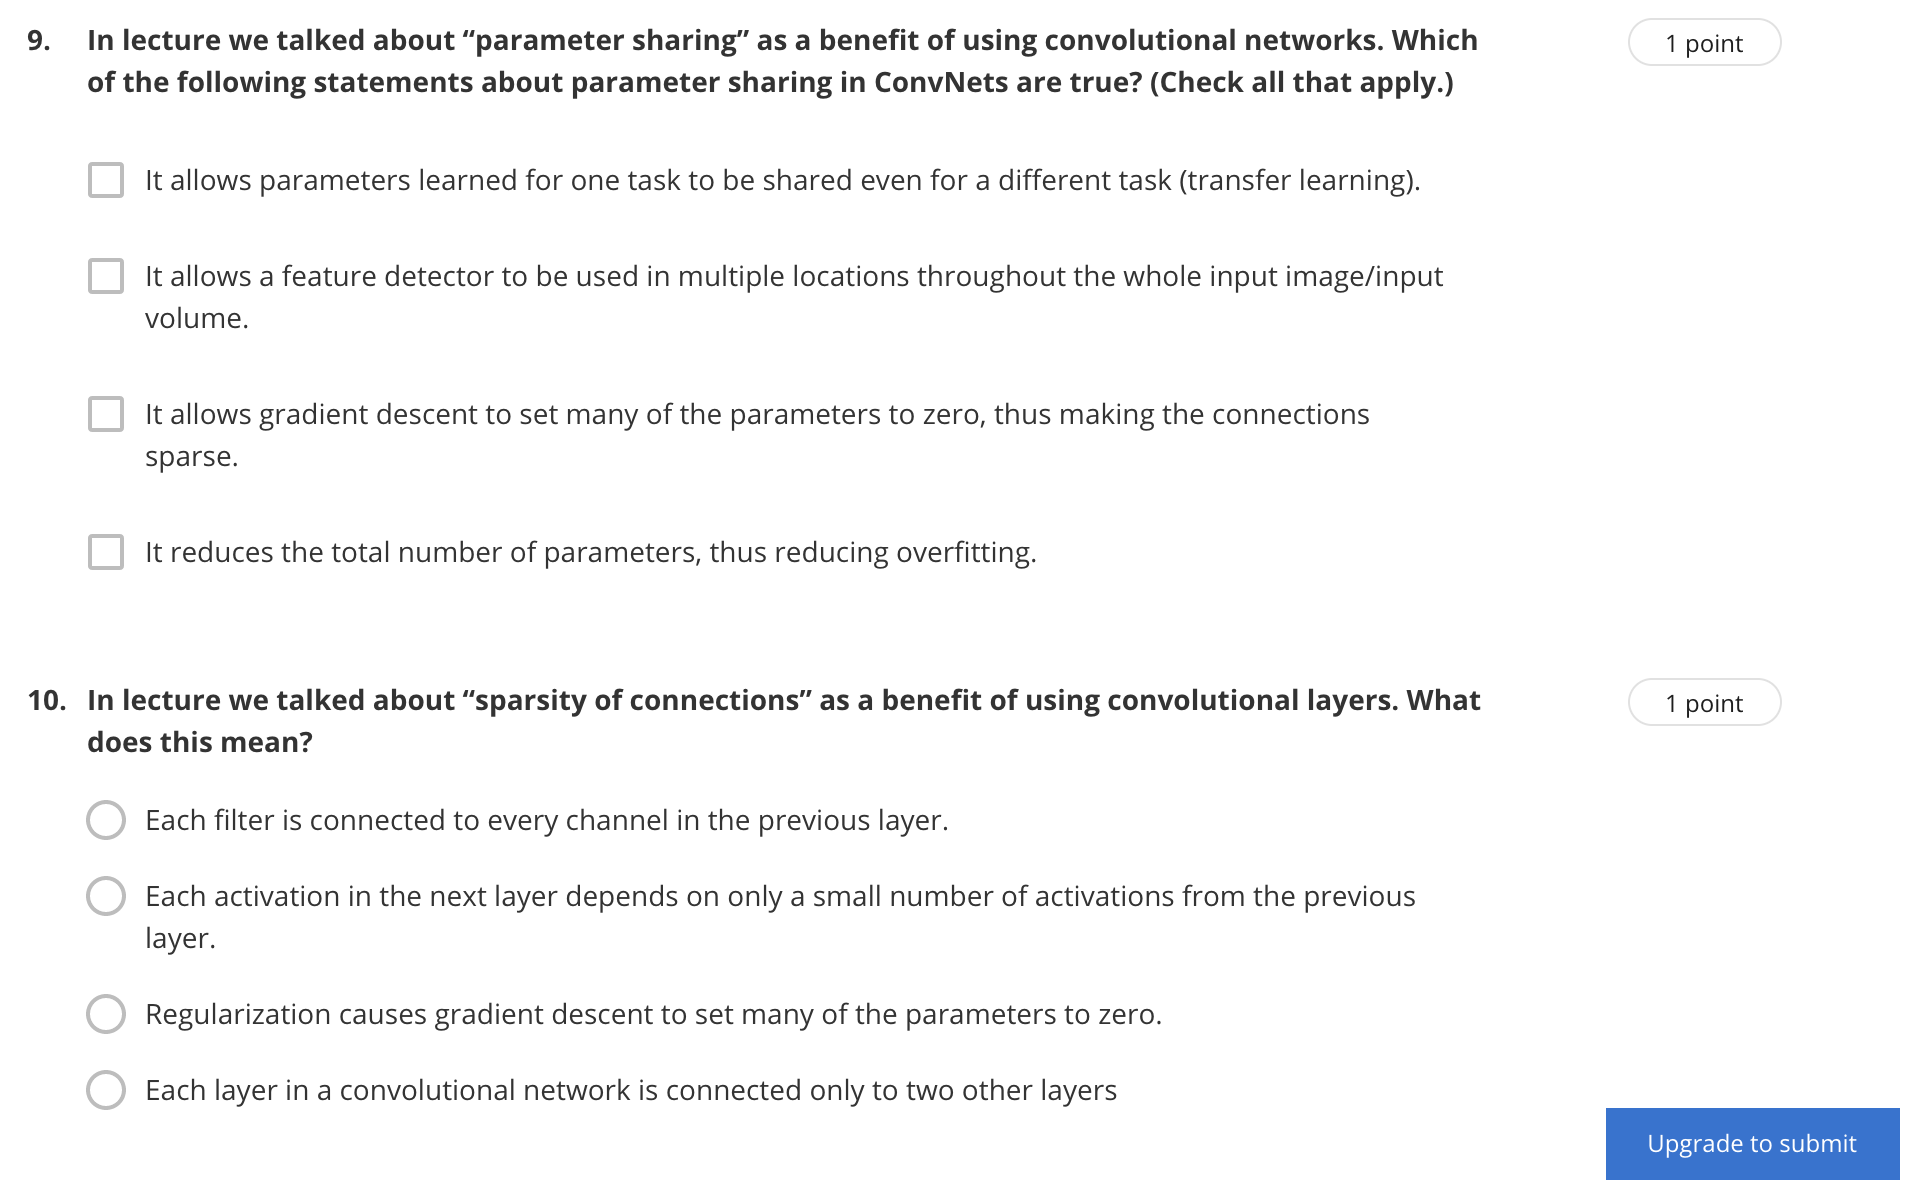 9. In lecture we talked about “parameter sharing” as a benefit of using convolutional networks. Which
of the following statements about parameter sharing in ConvNets are true? (Check all that apply.)
1 point
It allows parameters learned for one task to be shared even for a different task (transfer learning).
It allows a feature detector to be used in multiple locations throughout the whole input image/input
volume.
It allows gradient descent to set many of the parameters to zero, thus making the connections
sparse.
It reduces the total number of parameters, thus reducing overfitting.
10. In lecture we talked about “sparsity of connections” as a benefit of using convolutional layers. What
does this mean?
1 point
Each filter is connected to every channel in the previous layer.
Each activation in the next layer depends on only a small number of activations from the previous
layer.
Regularization causes gradient descent to set many of the parameters to zero.
Each layer in a convolutional network is connected only to two other layers
Upgrade to submit